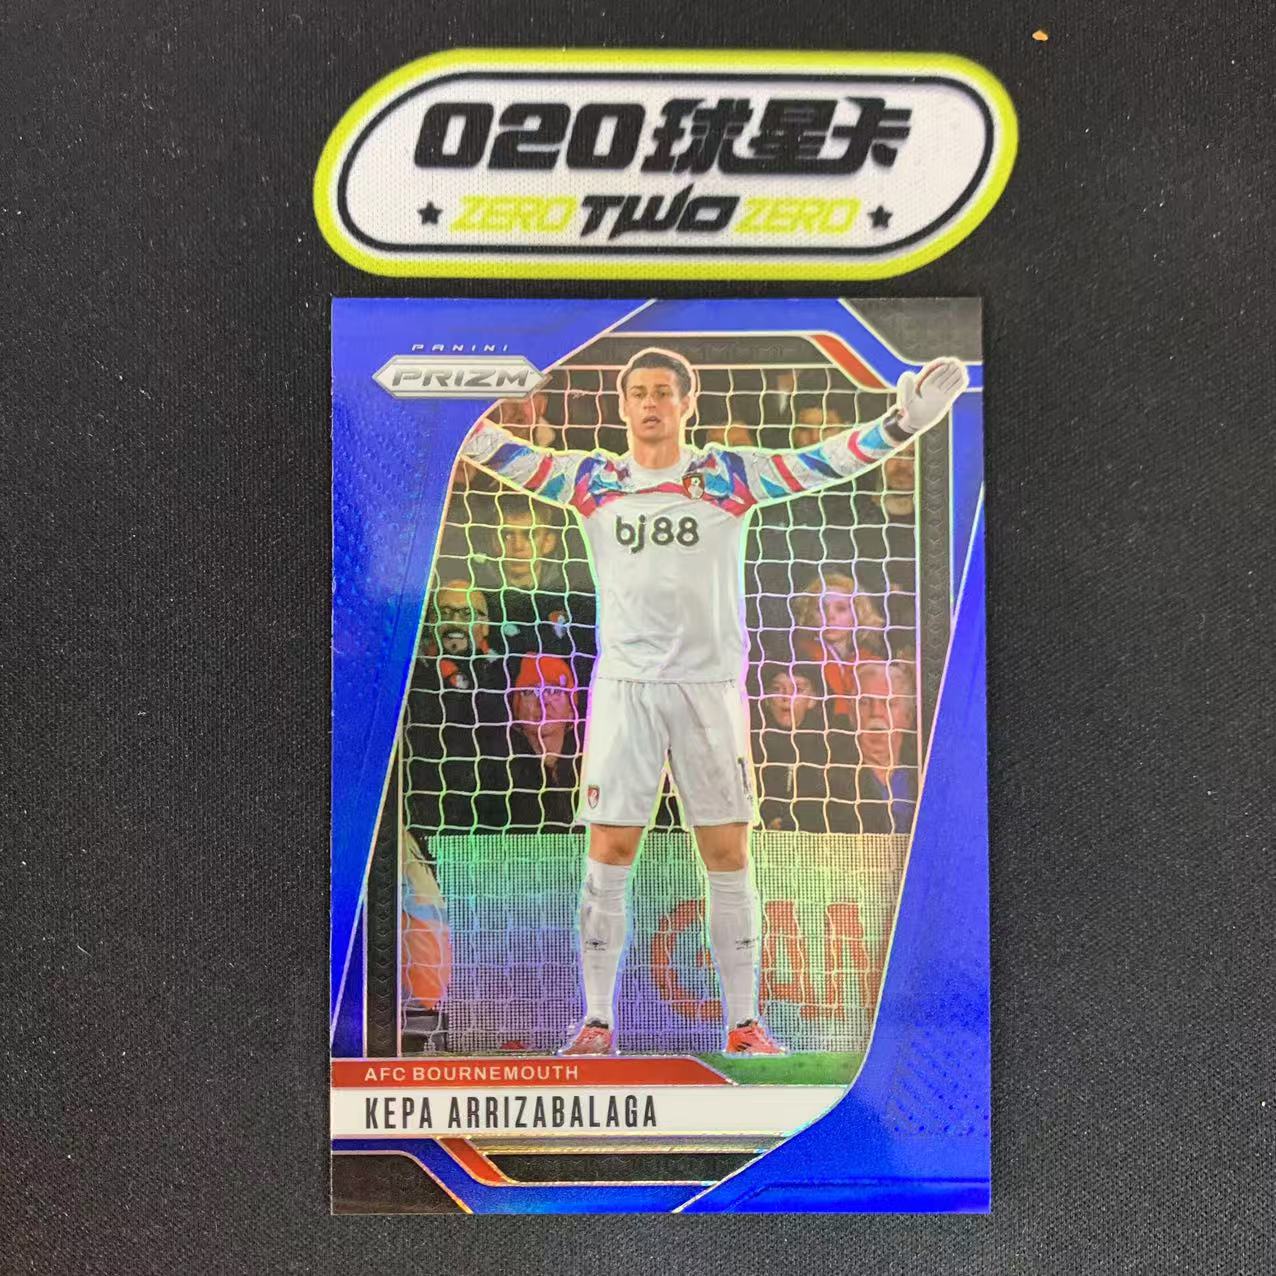 020球星卡
ZERO TWO ZERO
PANINI
PRIZM
bj88
AFC BOURNEMOUTH
KEPA ARRIZABALAGA